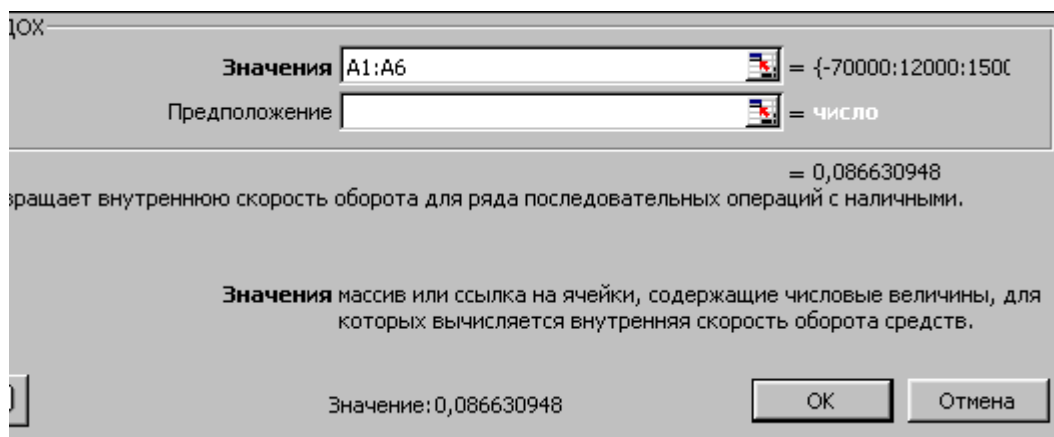 ДОХ
Значения A1:A6 = {-70000:12000:1500
Предположение = число
= 0,086630948
вращает внутреннюю скорость оборота для ряда последовательных операций с наличными.
Значения массив или ссылка на ячейки, содержащие числовые величины, для
которых вычисляется внутренняя скорость оборота средств.
Значение:0,086630948 OK Отмена